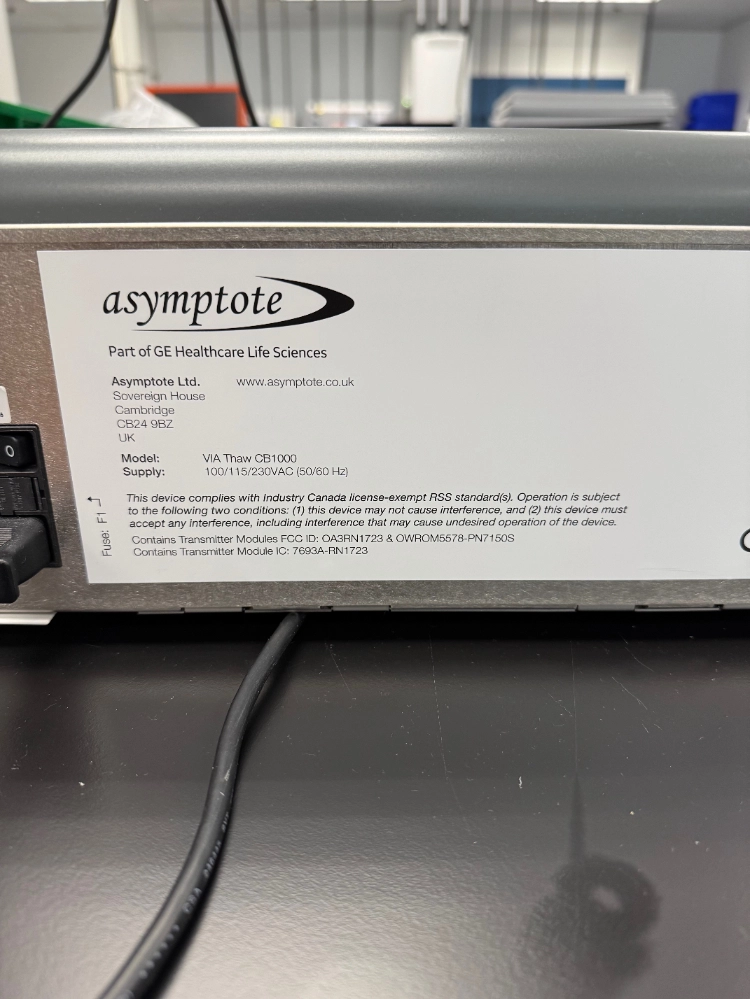 asymptote
Part of GE Healthcare Life Sciences
Asymptote Ltd. www.asymptote.co.uk
Sovereign House
Cambridge
CB24 9BZ
UK
Model: VIA Thaw CB1000
Supply: 100/115/230VAC (50/60 Hz)
This device complies with Industry Canada license-exempt RSS standard(s). Operation is subject
to the following two conditions: (1) this device may not cause interference, and (2) this device must
accept any interference, including interference that may cause undesired operation of the device.
Contains Transmitter Modules FCC ID: OA3RN1723 & OWROM5578-PN7150S
Contains Transmitter Module IC: 7693A-RN1723
Fuse: F1